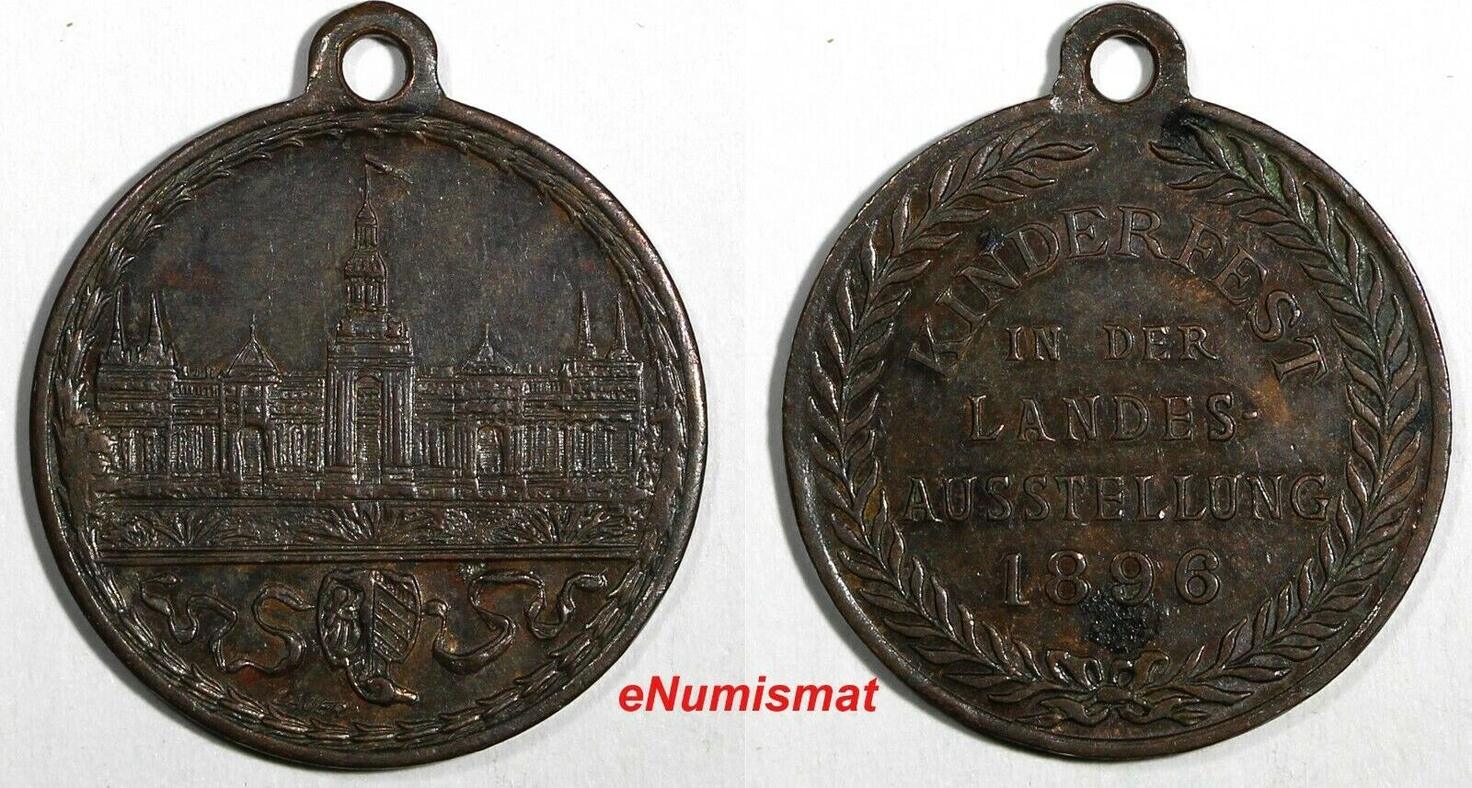 KINDERFEST
IN DER
LANDES-
AUSSTELLUNG
1896
eNumismat